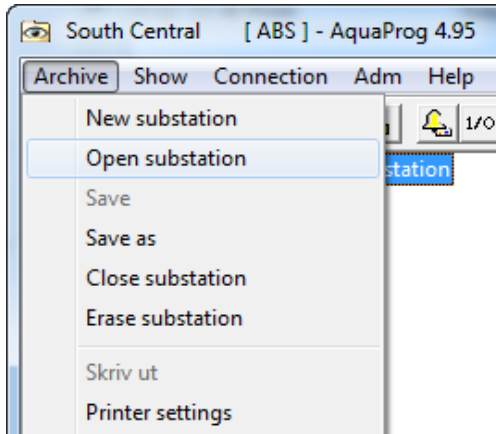 South Central [ ABS ] - AquaProg 4.95
Archive Show Connection Adm Help
New substation
1/0
Open substation
station
Save
Save as
Close substation
Erase substation
Skriv ut
Printer settings